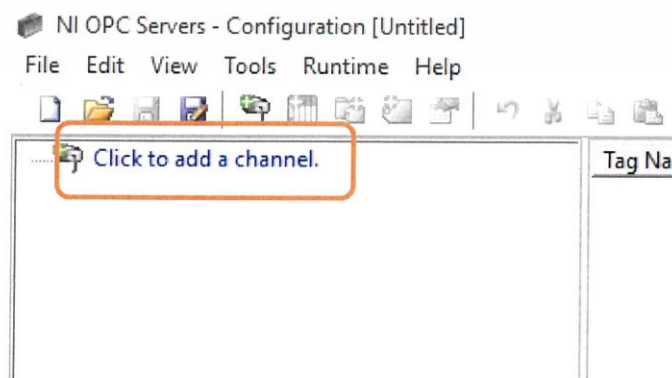 NI OPC Servers - Configuration [Untitled]
File Edit View Tools Runtime Help
Click to add a channel.
Tag Na